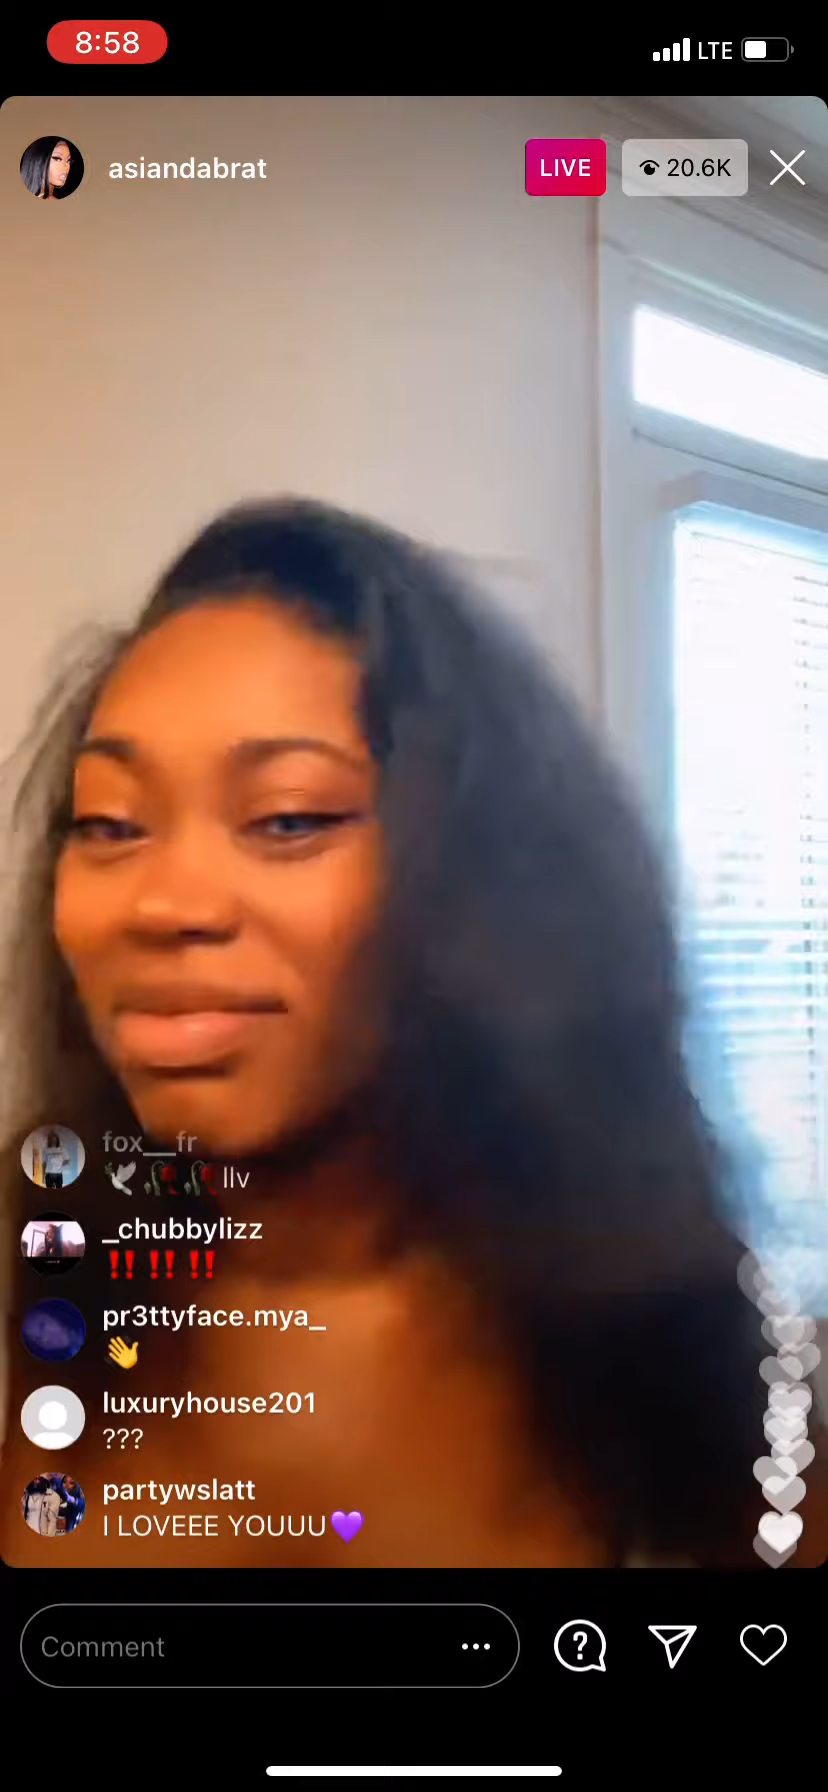 8:58
LTE
asiandabrat
LIVE
20.6K
fox__fr
🕊🥀🥀llv
_chubbylizz
‼️‼️‼️
pr3ttyface.mya_
👋
luxuryhouse201
???
partywslatt
I LOVEEE YOUUU💜
Comment